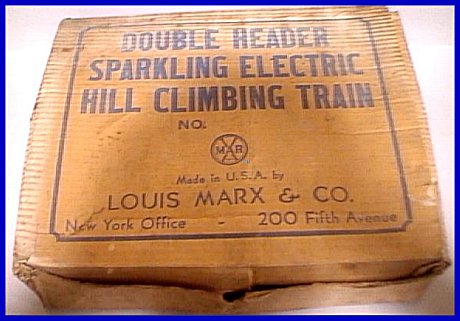 DOUBLE HEADER
SPARKLING ELECTRIC
HILL CLIMBING TRAIN
NO.
MAR
Made in U.S.A. by
LOUIS MARX & CO.
New York Office - 200 Fifth Avenue